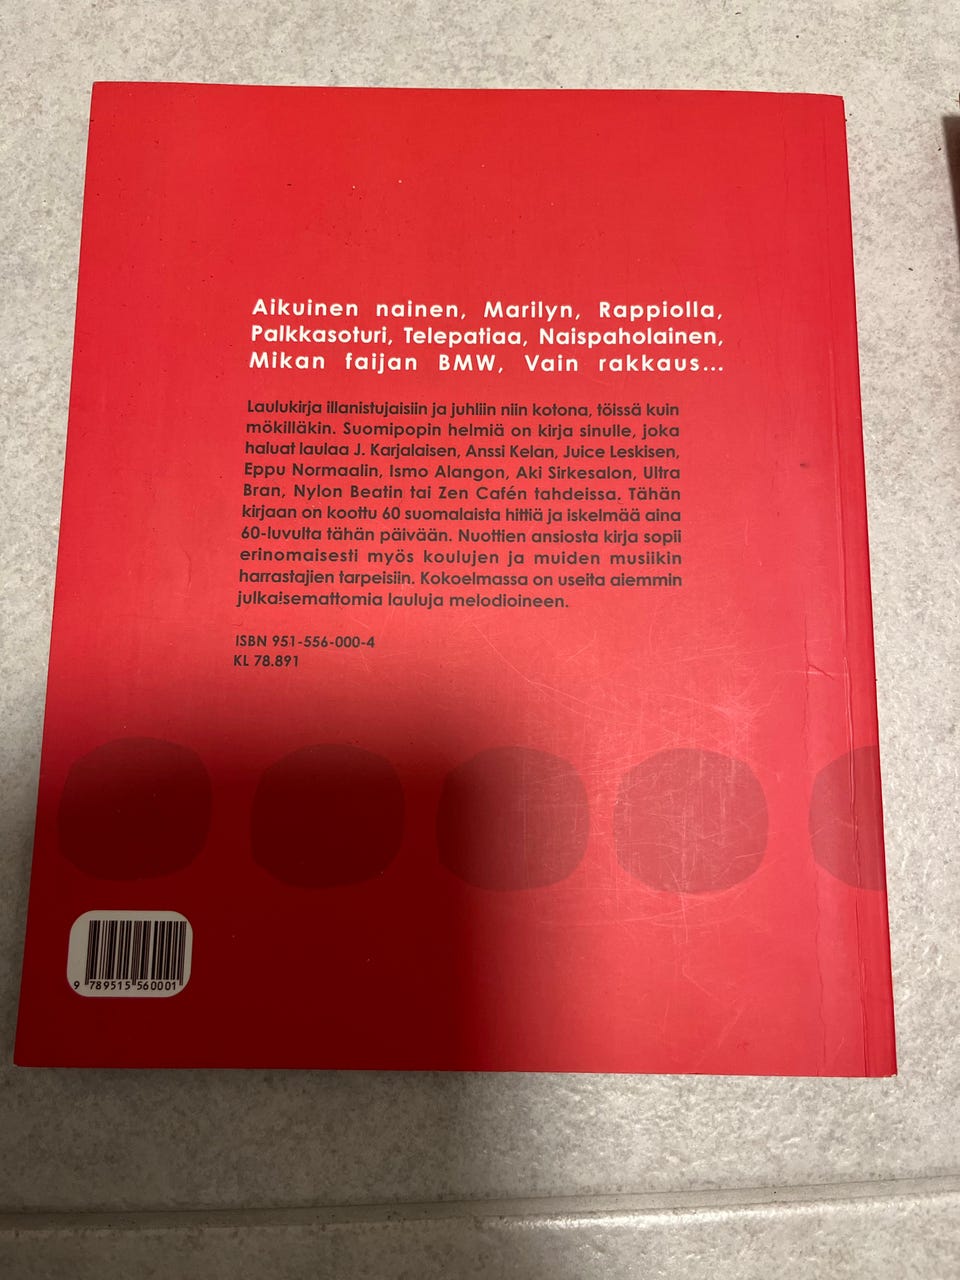 Aikuinen nainen, Marilyn, Rappiolla,
Palkkasoturi, Telepatiaa, Naispaholainen,
Mikan faijan BMW, Vain rakkaus...
Laulukirja illanistujaisiin ja juhliin niin kotona, töissä kuin
mökilläkin. Suomipopin helmiä on kirja sinulle, joka
haluat laulaa J. Karjalaisen, Anssi Kelan, Juice Leskisen,
Eppu Normaalin, Ismo Alangon, Aki Sirkesalon, Ultra
Bran, Nylon Beatin tai Zen Cafén tahdeissa. Tähän
kirjaan on koottu 60 suomalaista hittiä ja iskelmää aina
60-luvulta tähän päivään. Nuottien ansiosta kirja sopii
erinomaisesti myös koulujen ja muiden musiikin
harrastajien tarpeisiin. Kokoelmassa on useita aiemmin
julkaisemattomia lauluja melodioineen.
ISBN 951-556-000-4
KL 78.891
9 789515 560001